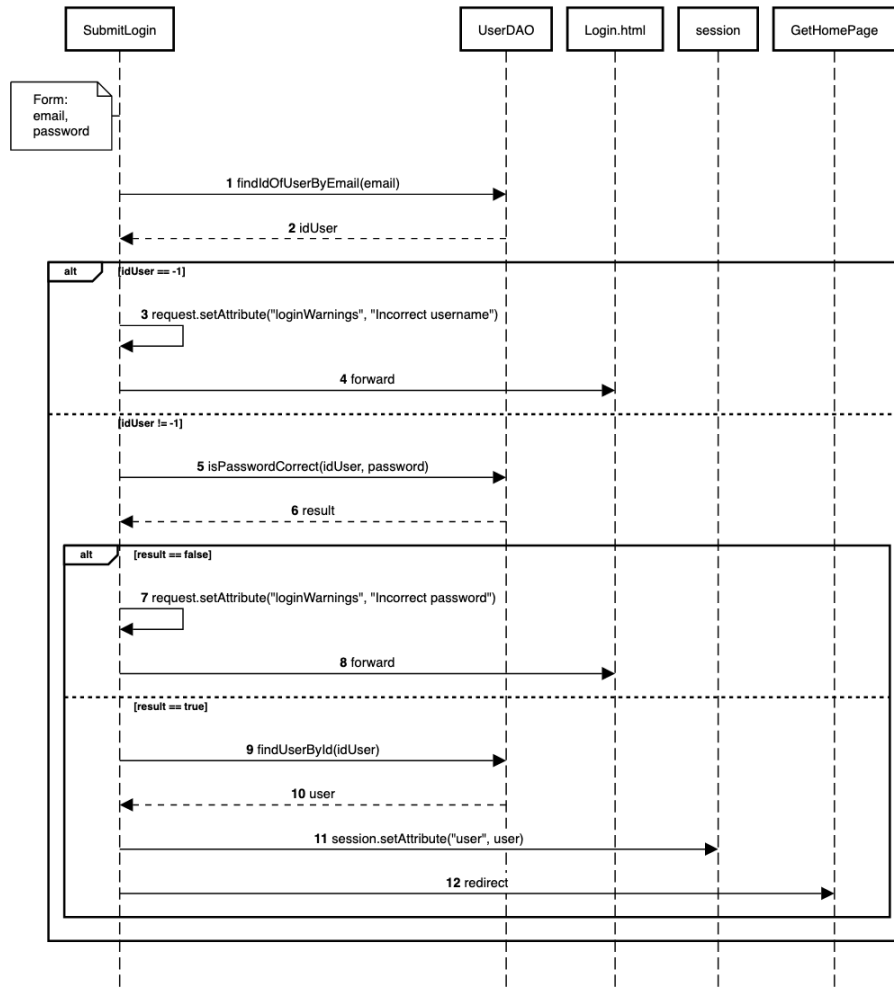 SubmitLogin
UserDAO
Login.html
session
GetHomePage
Form:
email,
password
1 findIdOfUserByEmail(email)
2 idUser
alt
[idUser == -1]
3 request.setAttribute("loginWarnings", "Incorrect username")
4 forward
[idUser != -1]
5 isPasswordCorrect(idUser, password)
6 result
alt
[result == false]
7 request.setAttribute("loginWarnings", "Incorrect password")
8 forward
[result == true]
9 findUserById(idUser)
10 user
11 session.setAttribute("user", user)
12 redirect